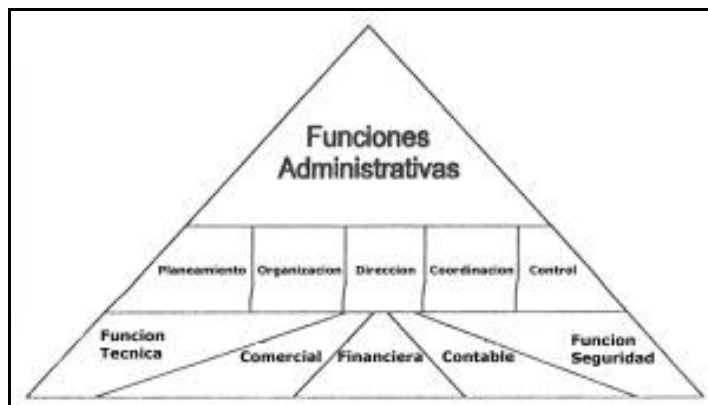 Funciones
Administrativas
Planeamiento Organizacion Direccion Coordinacion Control
Funcion
Tecnica
Comercial Financiera Contable
Funcion
Seguridad